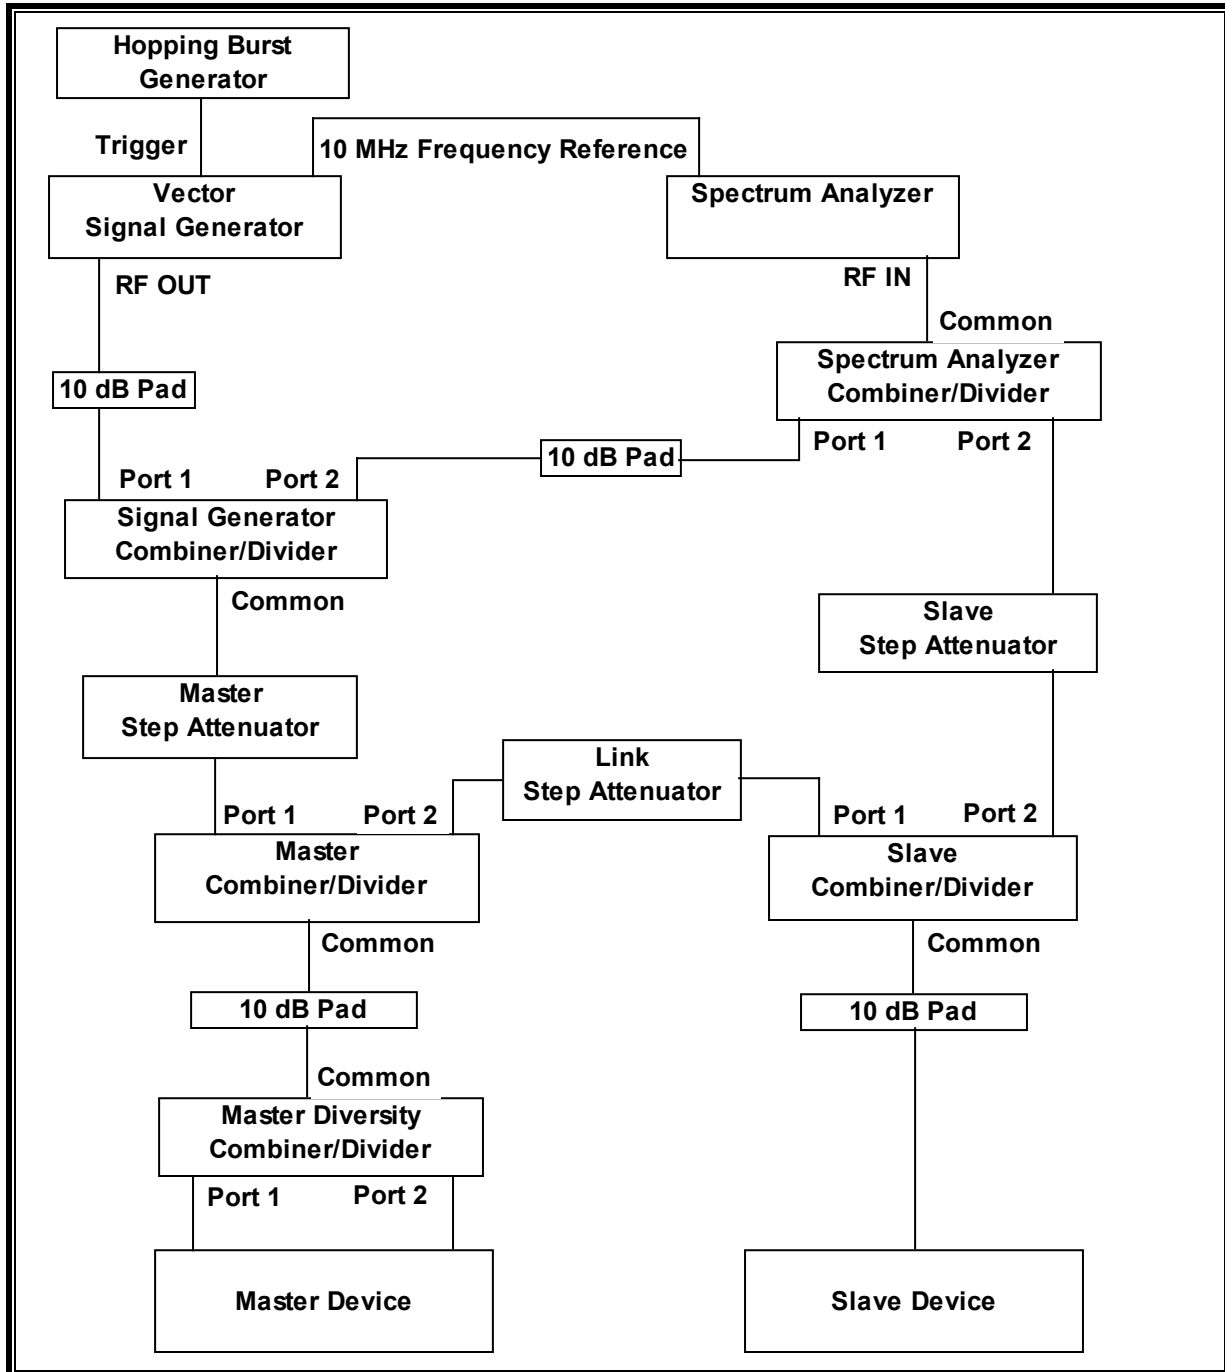 Hopping Burst
Generator
Trigger
10 MHz Frequency Reference
Vector
Signal Generator
Spectrum Analyzer
RF OUT
RF IN
Common
Spectrum Analyzer
Combiner/Divider
10 dB Pad
Port 1
Port 2
10 dB Pad
Port 1
Port 2
Signal Generator
Combiner/Divider
Common
Slave
Step Attenuator
Master
Step Attenuator
Link
Step Attenuator
Port 1
Port 2
Port 1
Port 2
Master
Combiner/Divider
Slave
Combiner/Divider
Common
Common
10 dB Pad
10 dB Pad
Common
Master Diversity
Combiner/Divider
Port 1
Port 2
Master Device
Slave Device